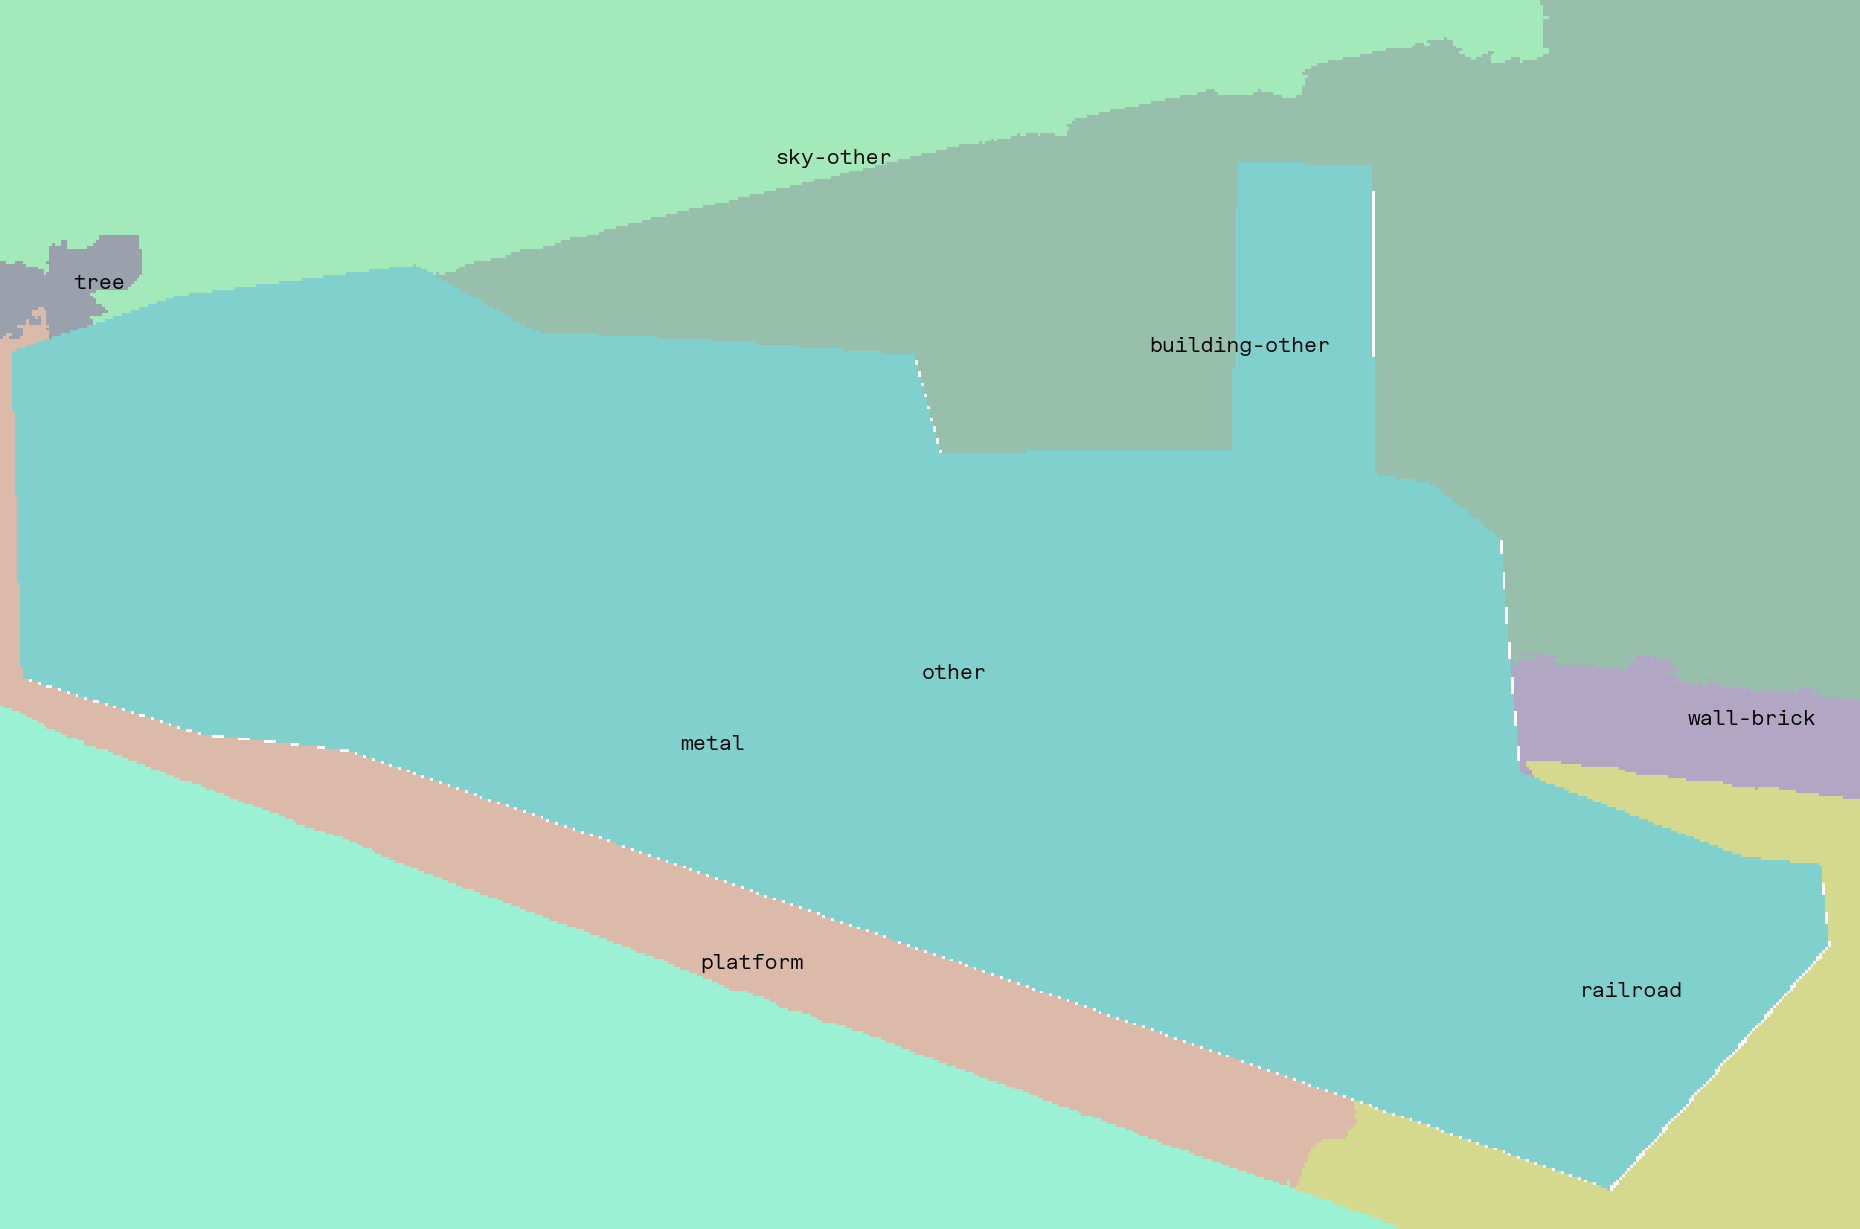 sky-other
tree
building-other
other
wall-brick
metal
platform
railroad